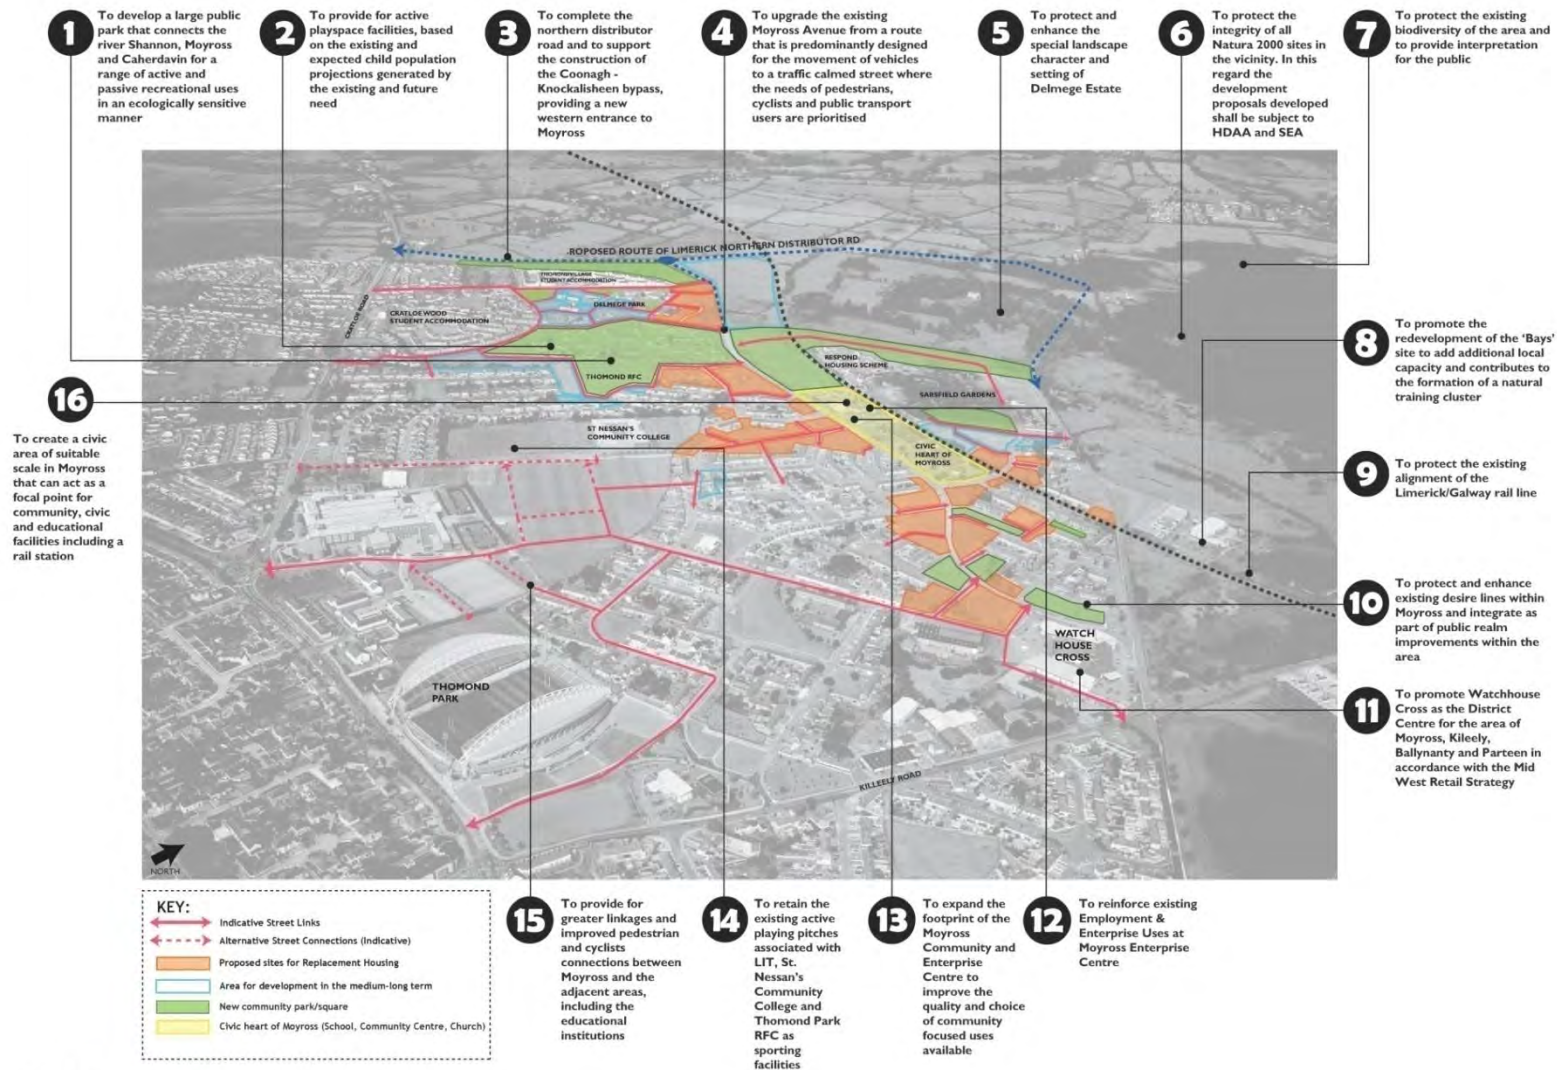 1
To develop a large public
park that connects the
river Shannon, Moyross
and Caherdavin for a
range of active and
passive recreational uses
in an ecologically sensitive
manner
2
To provide for active
playspace facilities, based
on the existing and
expected child population
projections generated by
the existing and future
need
3
To complete the
northern distributor
road and to support
the construction of
the Coonagh -
Knockalisheen bypass,
providing a new
western entrance to
Moyross
4
To upgrade the existing
Moyross Avenue from a route
that is predominantly designed
for the movement of vehicles
to a traffic calmed street where
the needs of pedestrians,
cyclists and public transport
users are prioritised
5
To protect and
enhance the
special landscape
character and
setting of
Delmege Estate
6
To protect the
integrity of all
Natura 2000 sites in
the vicinity. In this
regard the
development
proposals developed
shall be subject to
HDAA and SEA
7
To protect the existing
biodiversity of the area and
to provide interpretation
for the public
8
To promote the
redevelopment of the 'Bays'
site to add additional local
capacity and contributes to
the formation of a natural
training cluster
9
To protect the existing
alignment of the
Limerick/Galway rail line
10
To protect and enhance
existing desire lines within
Moyross and integrate as
part of public realm
improvements within the
area
11
To promote Watchhouse
Cross as the District
Centre for the area of
Moyross, Kileely,
Ballynanty and Parteen in
accordance with the Mid
West Retail Strategy
16
To create a civic
area of suitable
scale in Moyross
that can act as a
focal point for
community, civic
and educational
facilities including a
rail station
ROPOSED ROUTE OF LIMERICK NORTHERN DISTRIBUTOR RD
STUDENT ACCOMMODATION
DELMEGE PARK
CRATLOE ROAD
CRATLOE WOOD
STUDENT ACCOMMODATION
THOMOND RFC
RESPOND
HOUSING SCHEME
SARSFIELD GARDENS
ST NESSAN'S
COMMUNITY COLLEGE
CIVIC
HEART OF
MOYROSS
WATCH
HOUSE
CROSS
THOMOND
PARK
KILLEELY ROAD
NORTH
KEY:
Indicative Street Links
Alternative Street Connections (Indicative)
Proposed sites for Replacement Housing
Area for development in the medium-long term
New community park/square
Civic heart of Moyross (School, Community Centre, Church)
15
To provide for
greater linkages and
improved pedestrian
and cyclists
connections between
Moyross and the
adjacent areas,
including the
educational
institutions
14
To retain the
existing active
playing pitches
associated with
LIT, St.
Nessan's
Community
College and
Thomond Park
RFC as
sporting
facilities
13
To expand the
footprint of the
Moyross
Community and
Enterprise
Centre to
improve the
quality and choice
of community
focused uses
available
12
To reinforce existing
Employment &
Enterprise Uses at
Moyross Enterprise
Centre